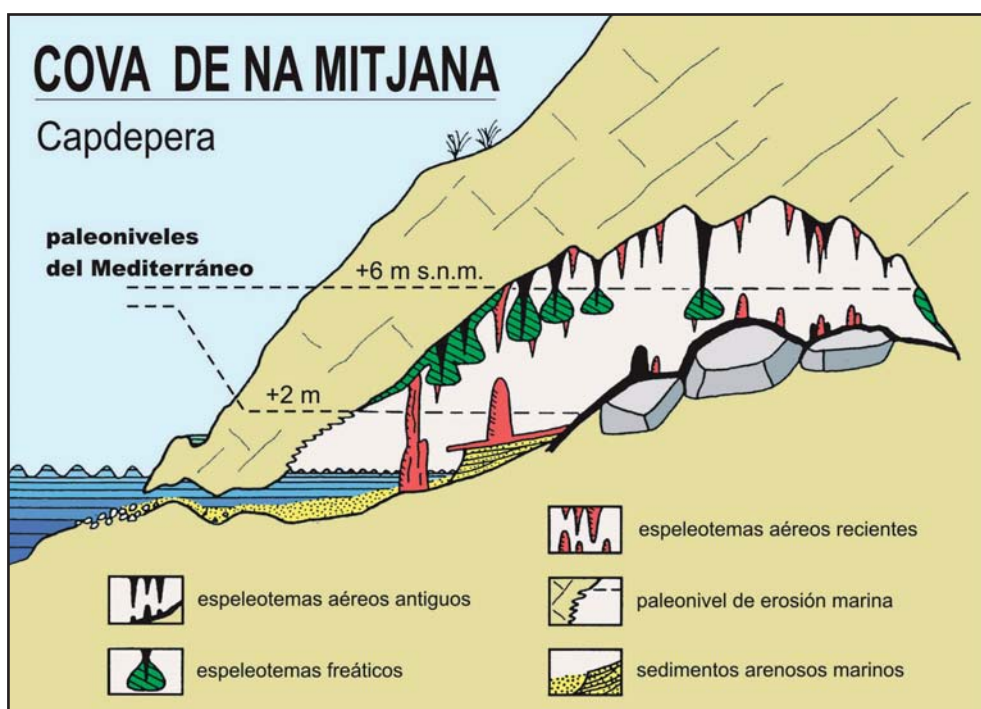 COVA DE NA MITJANA
Capdepera
paleoniveles
del Mediterráneo
+6 m s.n.m.
+2 m
espeleotemas aéreos recientes
espeleotemas aéreos antiguos
paleonivel de erosión marina
espeleotemas freáticos
sedimentos arenosos marinos